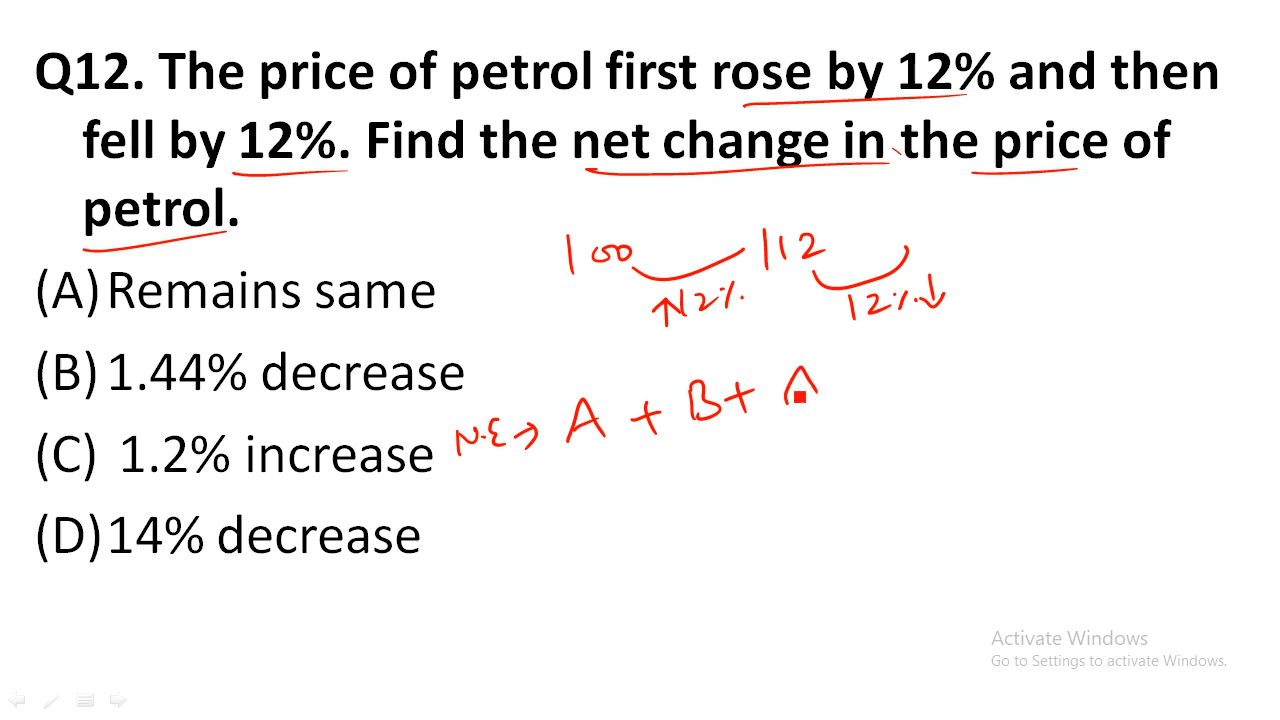 Q12. The price of petrol first rose by 12% and then
fell by 12%. Find the net change in the price of
petrol.
100 112
↑12% 12%↓
(A) Remains same
(B) 1.44% decrease
N.E → A + B + A
(C) 1.2% increase
(D) 14% decrease
Activate Windows
Go to Settings to activate Windows.